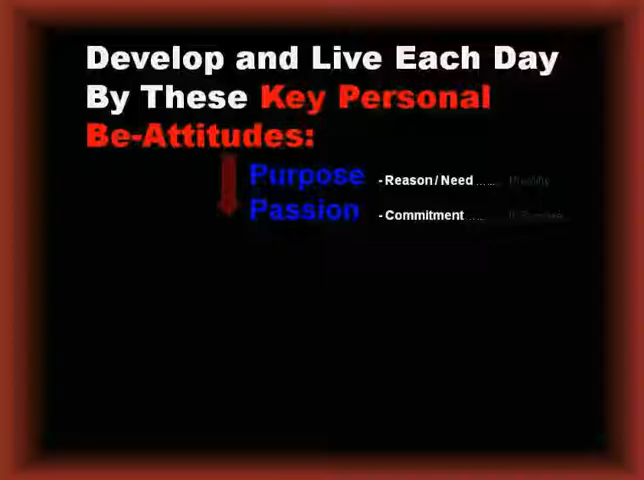 Develop and Live Each Day
By These Key Personal
Be-Attitudes:
Purpose - Reason / Need ......
Passion - Commitment ......